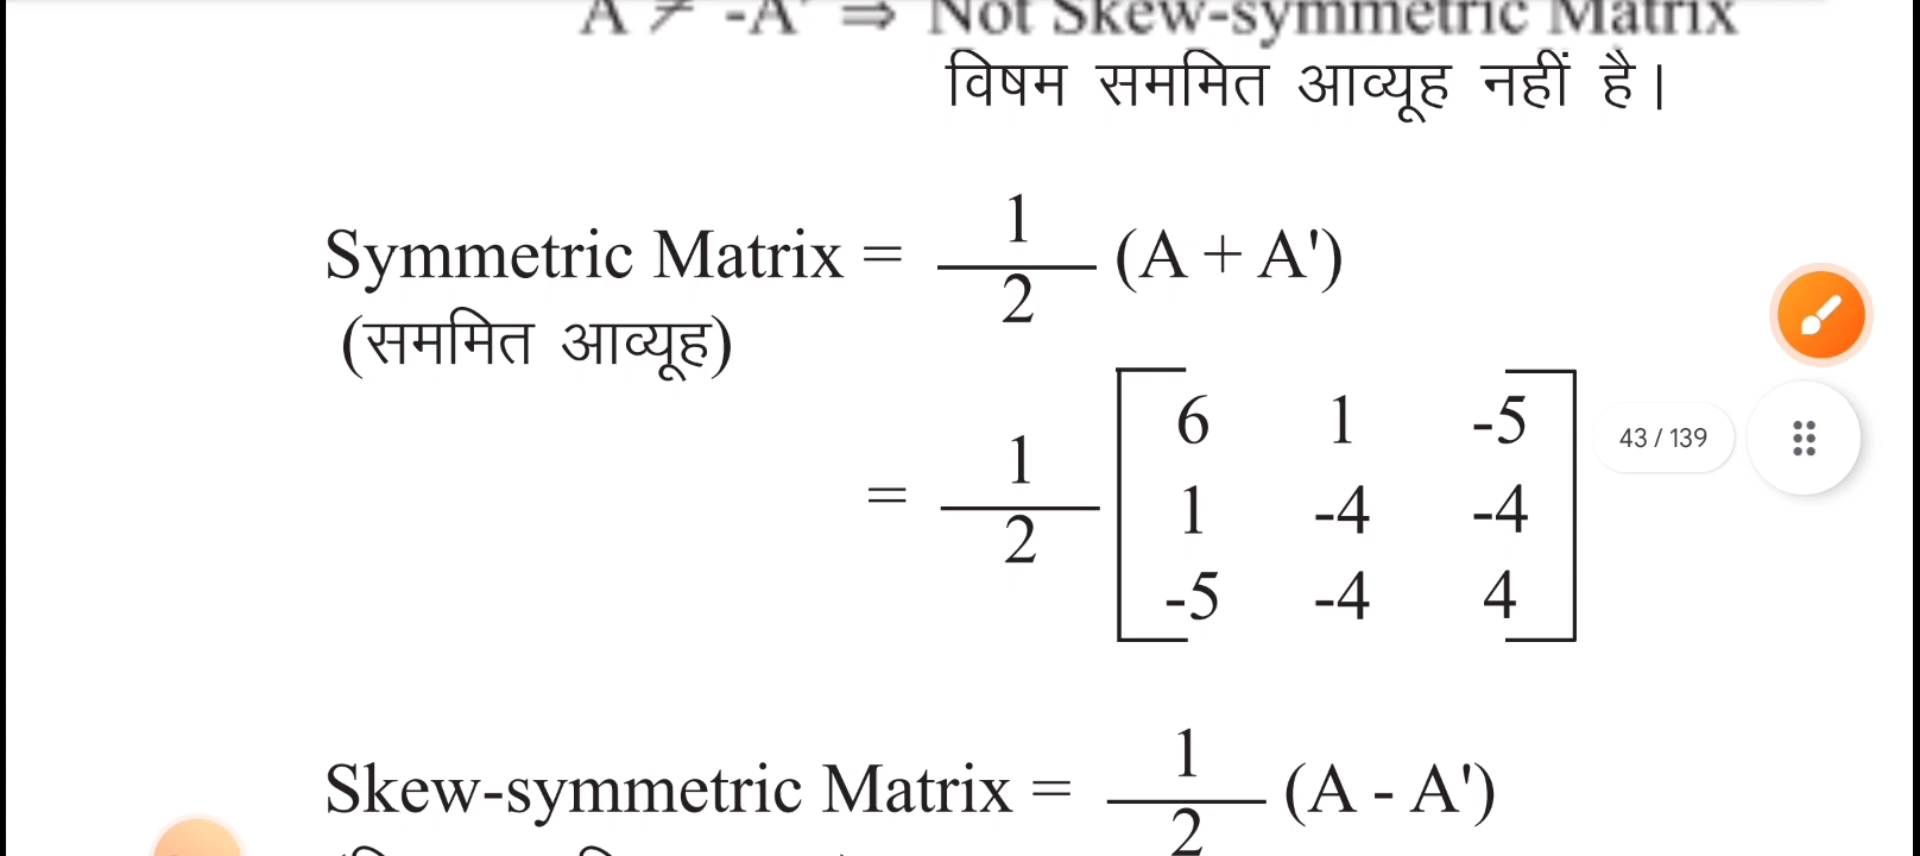 A ≠ -A' ⇒ Not Skew-symmetric Matrix
विषम सममित आव्यूह नहीं है।
Symmetric Matrix = 1/2 (A + A')
(सममित आव्यूह)
= 1/2 [6 1 -5
1 -4 -4
-5 -4 4]
43 / 139
Skew-symmetric Matrix = 1/2 (A - A')